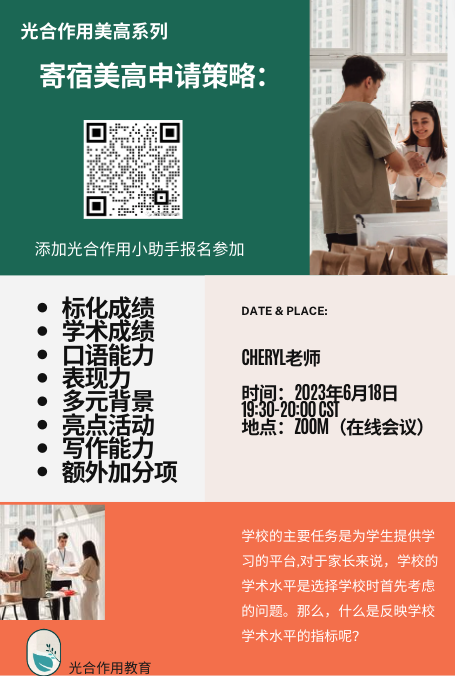 光合作用美高系列
寄宿美高申请策略：
添加光合作用小助手报名参加
标化成绩
学术成绩
口语能力
表现力
多元背景
亮点活动
写作能力
额外加分项
DATE & PLACE:
CHERYL老师
时间：2023年6月18日
19:30-20:00 CST
地点：ZOOM（在线会议）
学校的主要任务是为学生提供学
习的平台,对于家长来说，学校的
学术水平是选择学校时首先考虑
的问题。那么，什么是反映学校
学术水平的指标呢？
光合作用教育